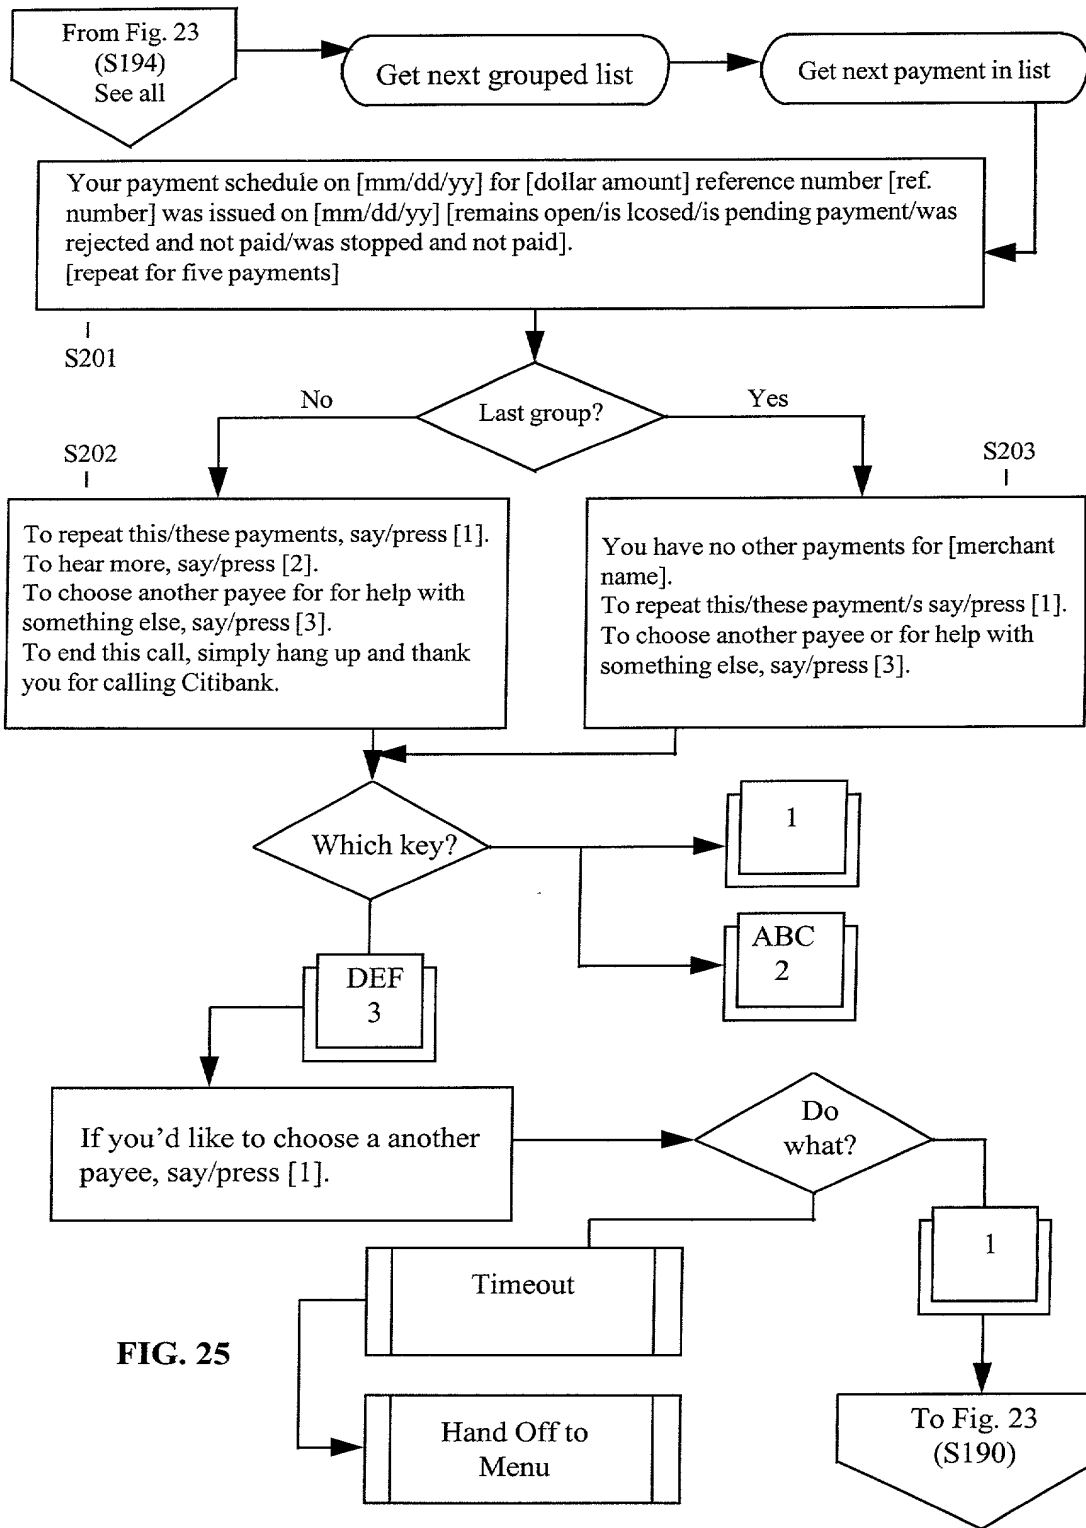 From Fig. 23
(S194)
See all
Get next grouped list
Get next payment in list
Your payment schedule on [mm/dd/yy] for [dollar amount] reference number [ref.
number] was issued on [mm/dd/yy] [remains open/is lcosed/is pending payment/was
rejected and not paid/was stopped and not paid].
[repeat for five payments]
S201
Last group?
No
Yes
S202
S203
To repeat this/these payments, say/press [1].
To hear more, say/press [2].
To choose another payee for for help with
something else, say/press [3].
To end this call, simply hang up and thank
you for calling Citibank.
You have no other payments for [merchant
name].
To repeat this/these payment/s say/press [1].
To choose another payee or for help with
something else, say/press [3].
Which key?
1
ABC
2
DEF
3
If you’d like to choose a another
payee, say/press [1].
Do
what?
1
Timeout
FIG. 25
Hand Off to
Menu
To Fig. 23
(S190)